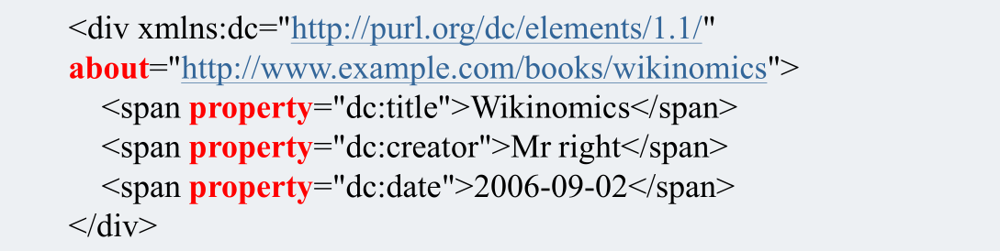 <div xmlns:dc="http://purl.org/dc/elements/1.1/"
about="http://www.example.com/books/wikinomics">
<span property="dc:title">Wikinomics</span>
<span property="dc:creator">Mr right</span>
<span property="dc:date">2006-09-02</span>
</div>